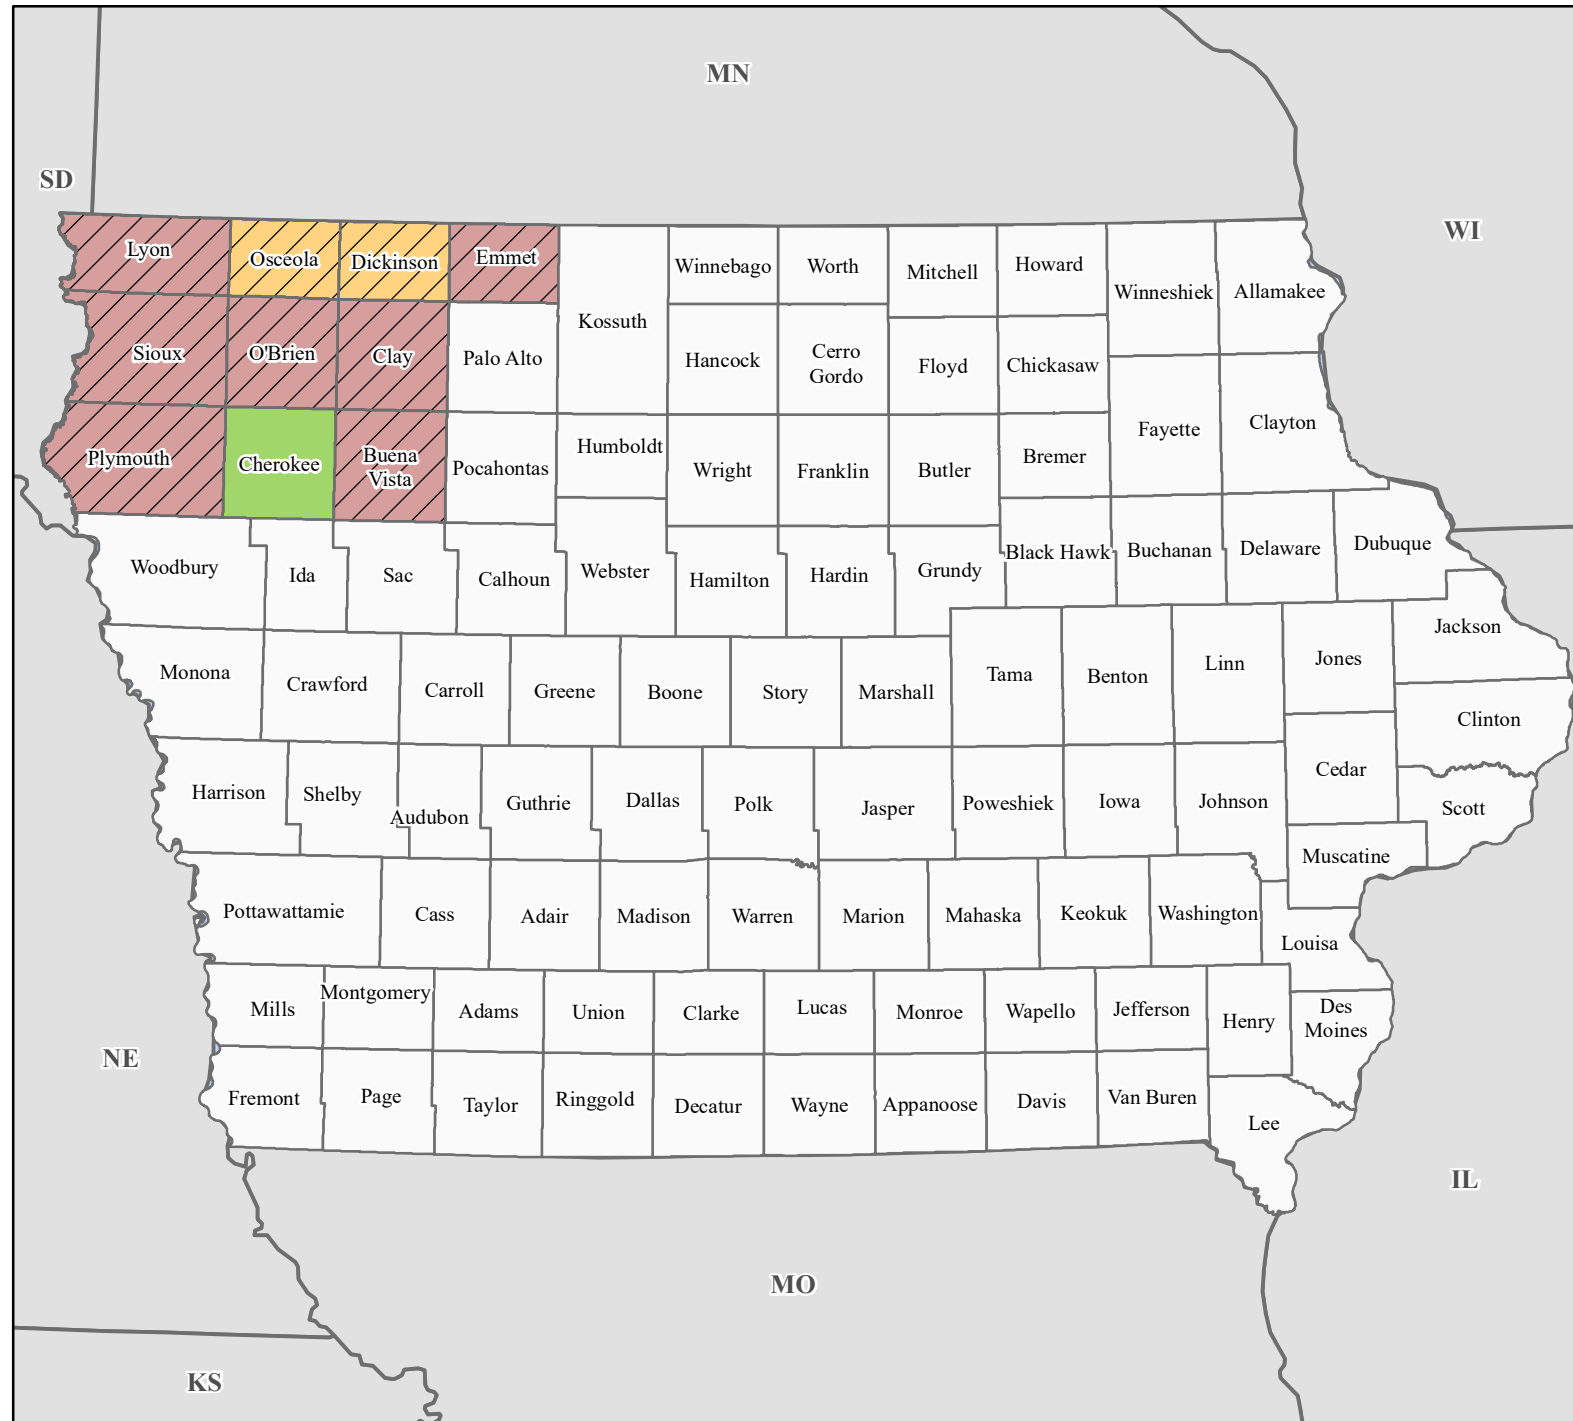 MN
SD
WI
Lyon
Osceola
Dickinson
Emmet
Winnebago
Worth
Mitchell
Howard
Winneshiek
Allamakee
Kossuth
Sioux
O'Brien
Clay
Palo Alto
Hancock
Cerro
Gordo
Floyd
Chickasaw
Fayette
Clayton
Plymouth
Cherokee
Buena
Vista
Pocahontas
Humboldt
Wright
Franklin
Butler
Bremer
Woodbury
Ida
Sac
Calhoun
Webster
Hamilton
Hardin
Grundy
Black Hawk
Buchanan
Delaware
Dubuque
Jackson
Monona
Crawford
Carroll
Greene
Boone
Story
Marshall
Tama
Benton
Linn
Jones
Clinton
Harrison
Shelby
Audubon
Guthrie
Dallas
Polk
Jasper
Poweshiek
Iowa
Johnson
Cedar
Scott
Muscatine
Pottawattamie
Cass
Adair
Madison
Warren
Marion
Mahaska
Keokuk
Washington
Louisa
Mills
Montgomery
Adams
Union
Clarke
Lucas
Monroe
Wapello
Jefferson
Henry
Des
Moines
NE
Fremont
Page
Taylor
Ringgold
Decatur
Wayne
Appanoose
Davis
Van Buren
Lee
IL
MO
KS